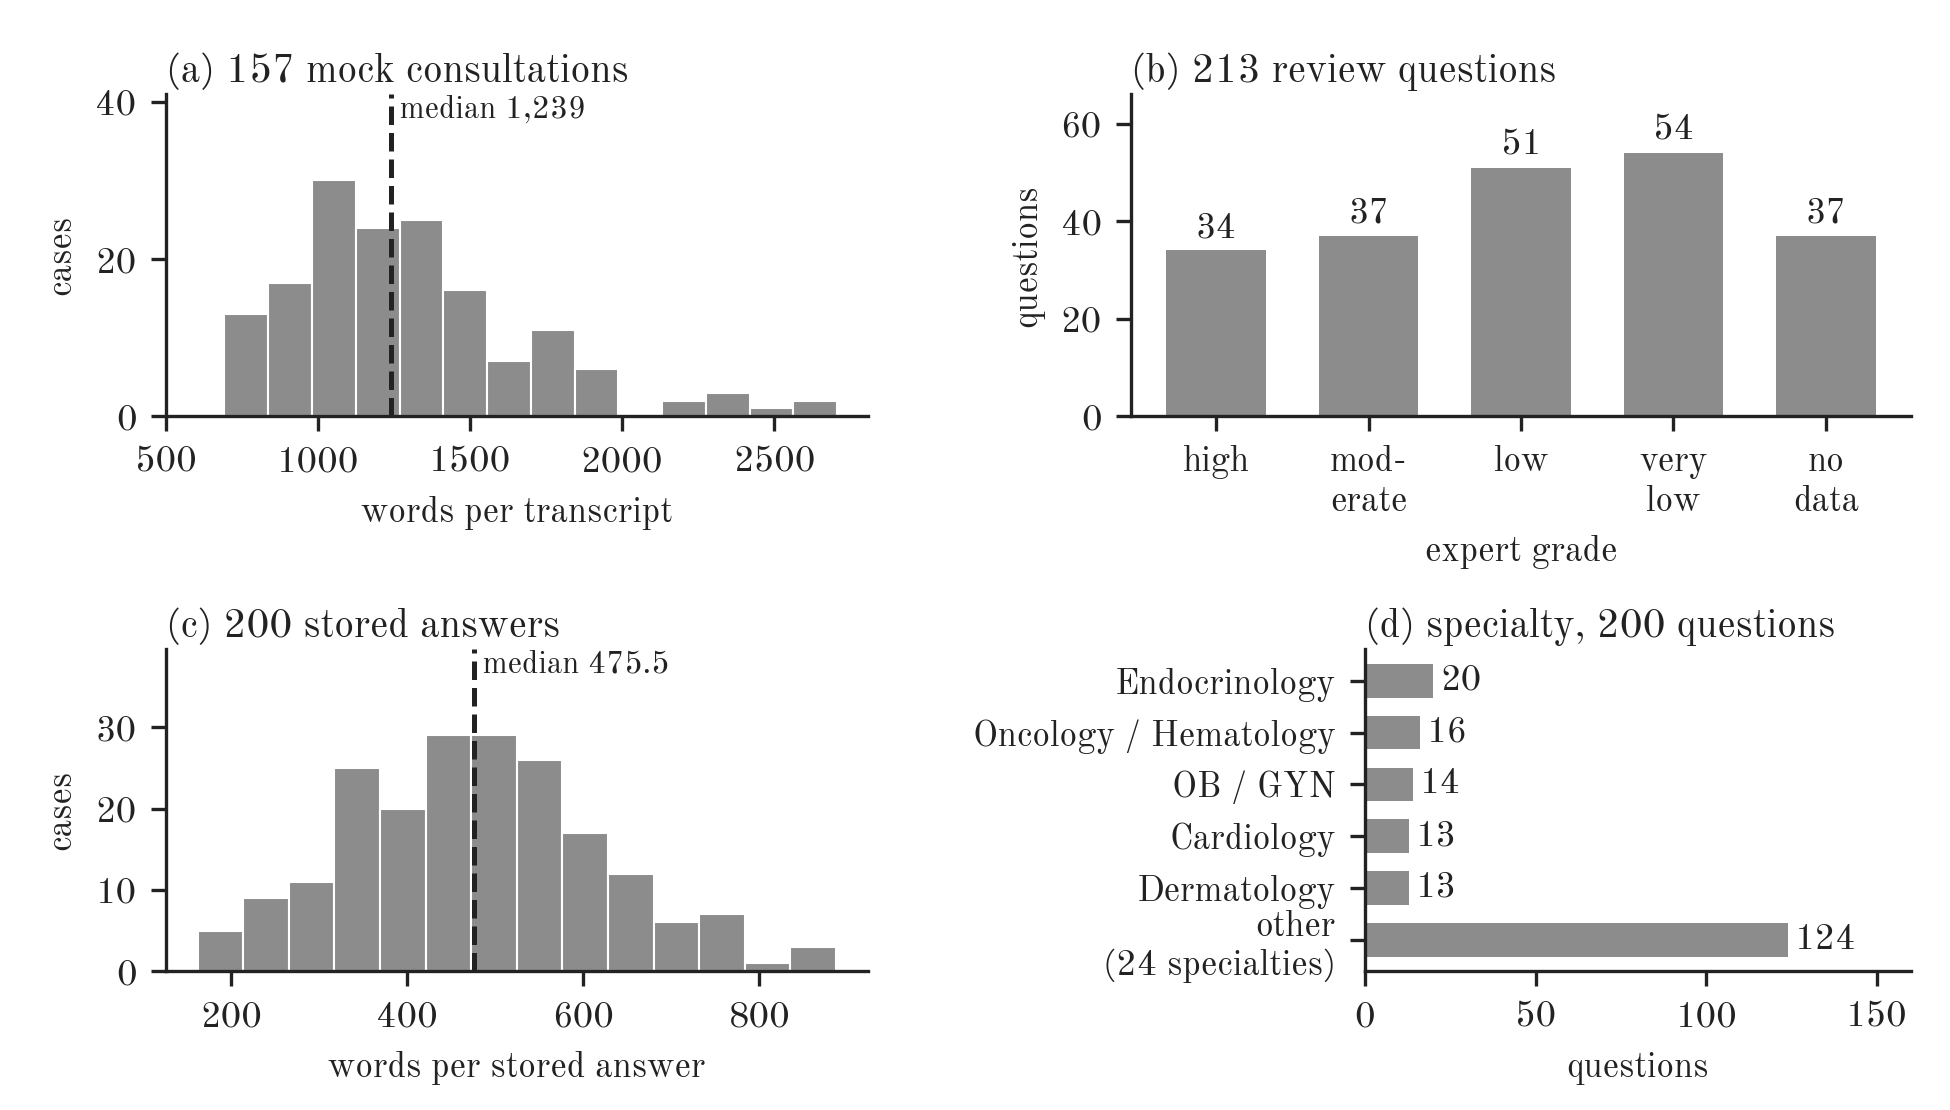 (a) 157 mock consultations
median 1,239
40
20
0
cases
500 1000 1500 2000 2500
words per transcript
(b) 213 review questions
60
40
20
0
questions
34
37
51
54
37
high
mod-
erate
low
very
low
no
data
expert grade
(c) 200 stored answers
median 475.5
30
20
10
0
cases
200 400 600 800
words per stored answer
(d) specialty, 200 questions
Endocrinology 20
Oncology / Hematology 16
OB / GYN 14
Cardiology 13
Dermatology 13
other
(24 specialties) 124
0 50 100 150
questions